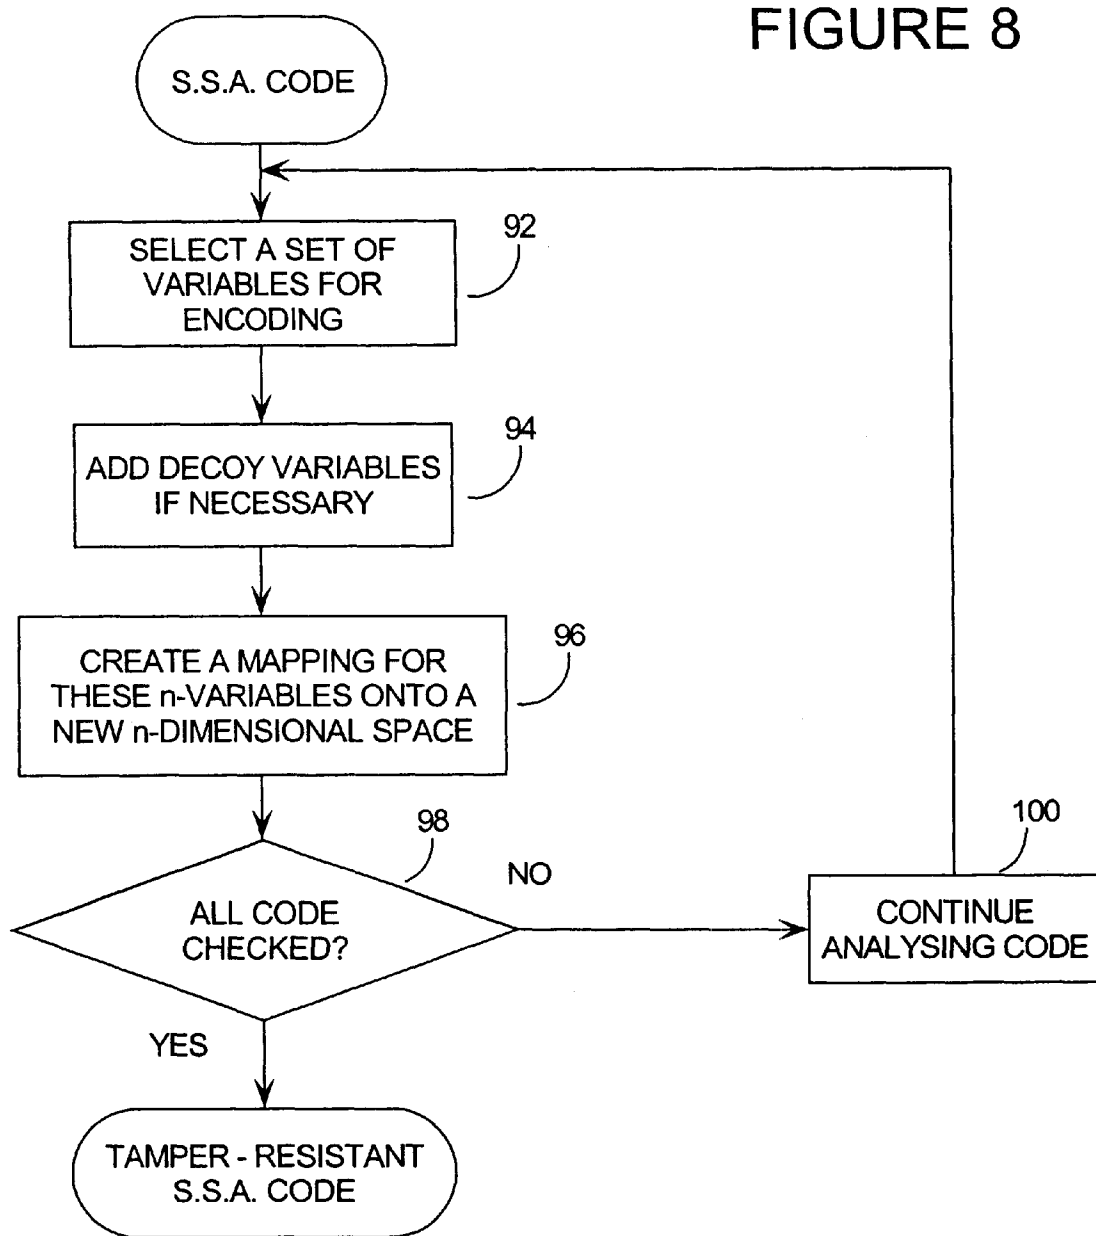 FIGURE 8
S.S.A. CODE
92
SELECT A SET OF
VARIABLES FOR
ENCODING
94
ADD DECOY VARIABLES
IF NECESSARY
96
CREATE A MAPPING FOR
THESE n-VARIABLES ONTO A
NEW n-DIMENSIONAL SPACE
98
ALL CODE
CHECKED?
NO
100
CONTINUE
ANALYSING CODE
YES
TAMPER - RESISTANT
S.S.A. CODE